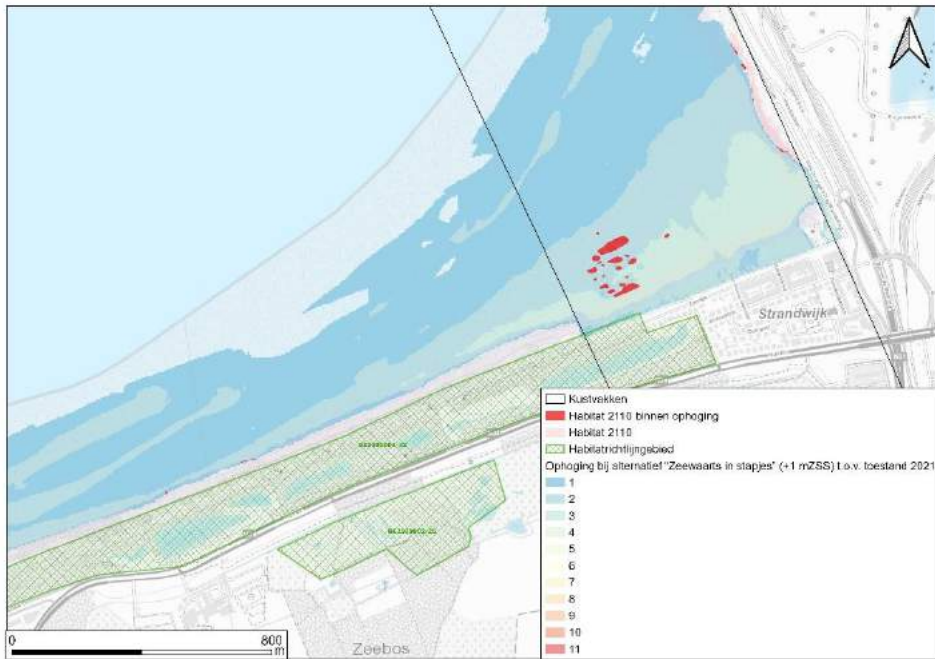 Strandwijk
Kustvakken
Habitat 2110 binnen ophoging
Habitat 2110
Habitatrichtlijngebied
Ophoging bij alternatief "Zeewaarts in stapjes" (+1 mZSS) t.o.v. toestand 2021
1
2
3
4
5
6
7
8
9
10
11
0 800
m
Zeebos